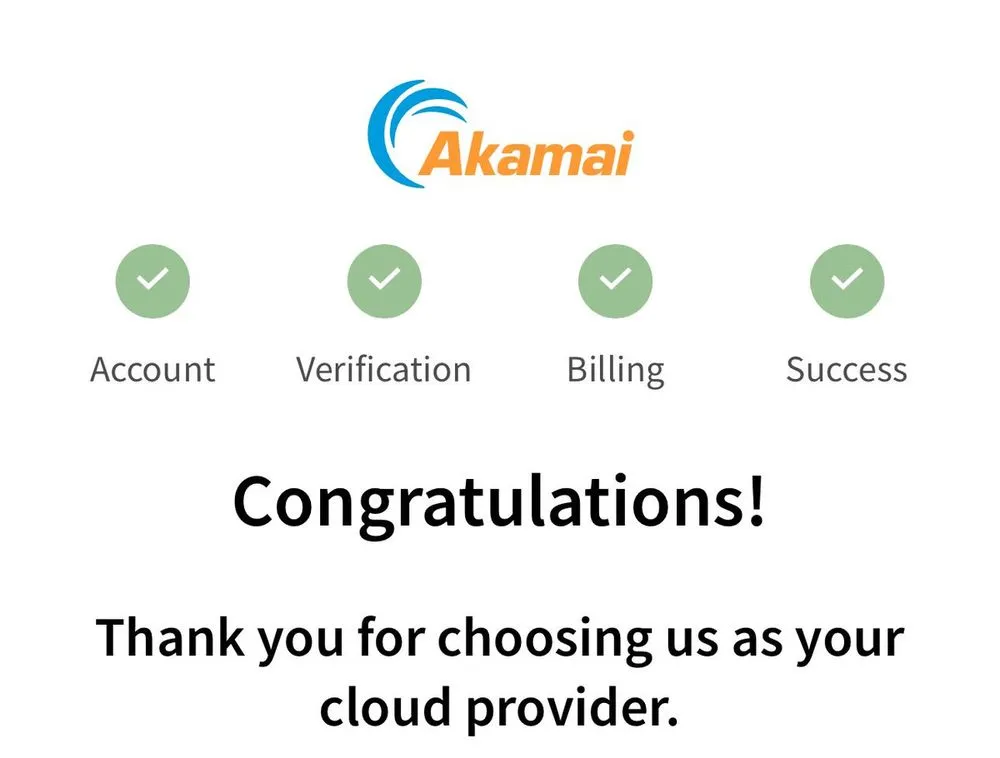 Akamai
Account Verification Billing Success
Congratulations!
Thank you for choosing us as your
cloud provider.